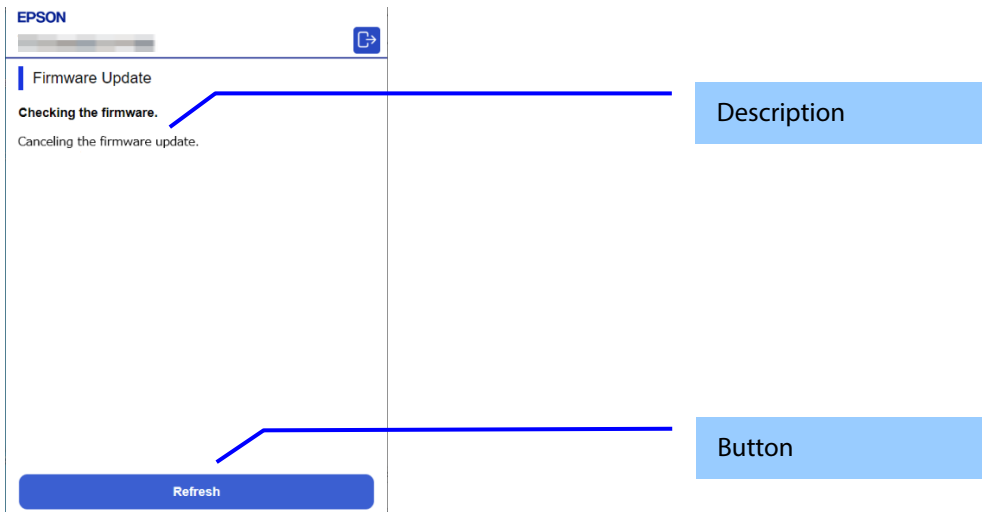 EPSON
Firmware Update
Checking the firmware.
Canceling the firmware update.
Description
Button
Refresh